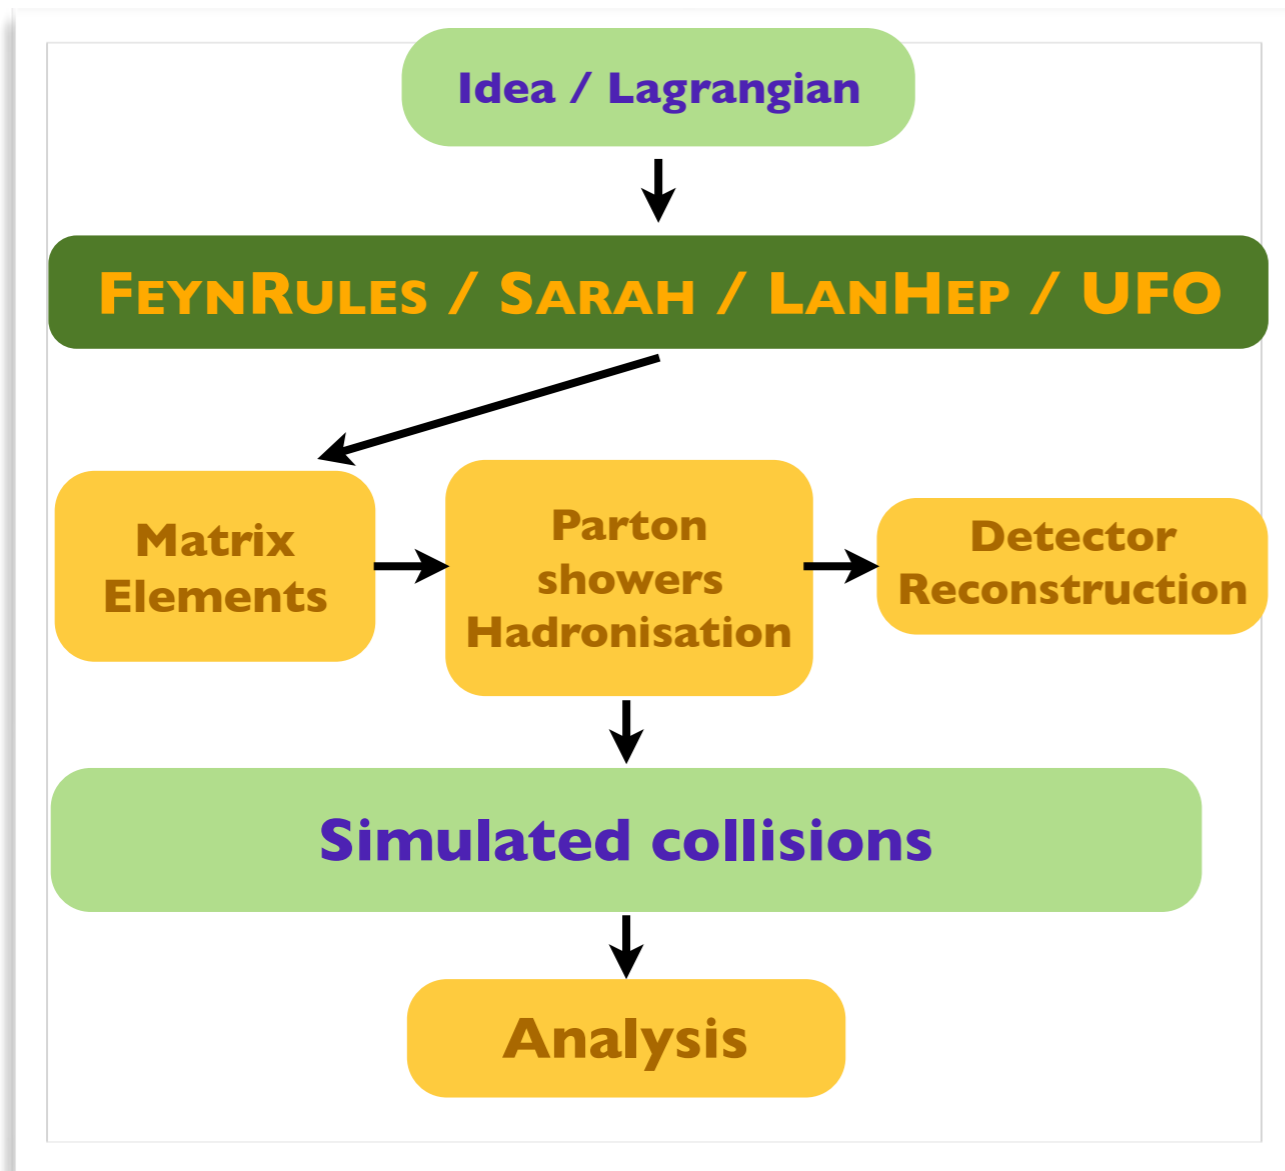 Idea / Lagrangian
FEYNRULES / SARAH / LANHEP / UFO
Matrix
Elements
Parton
showers
Hadronisation
Detector
Reconstruction
Simulated collisions
Analysis